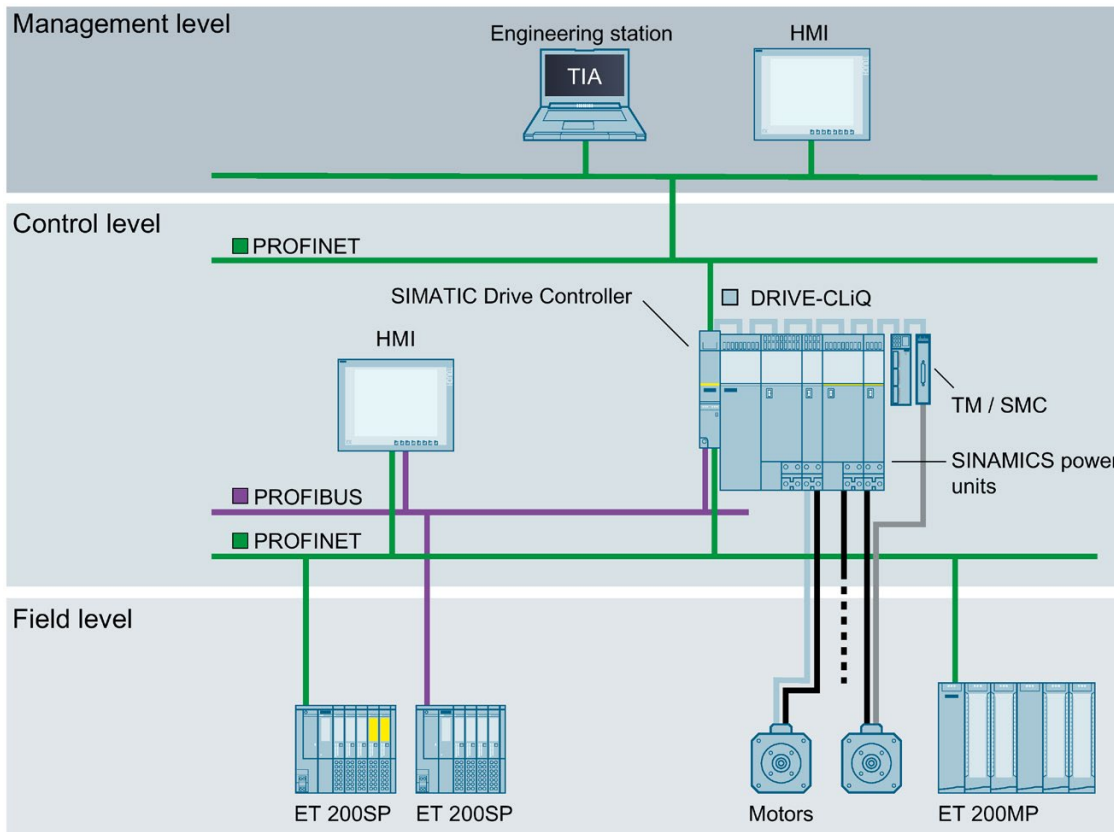 Management level
Engineering station
HMI
TIA
Control level
PROFINET
SIMATIC Drive Controller
DRIVE-CLiQ
HMI
TM / SMC
SINAMICS power
units
PROFIBUS
PROFINET
Field level
ET 200SP
ET 200SP
Motors
ET 200MP